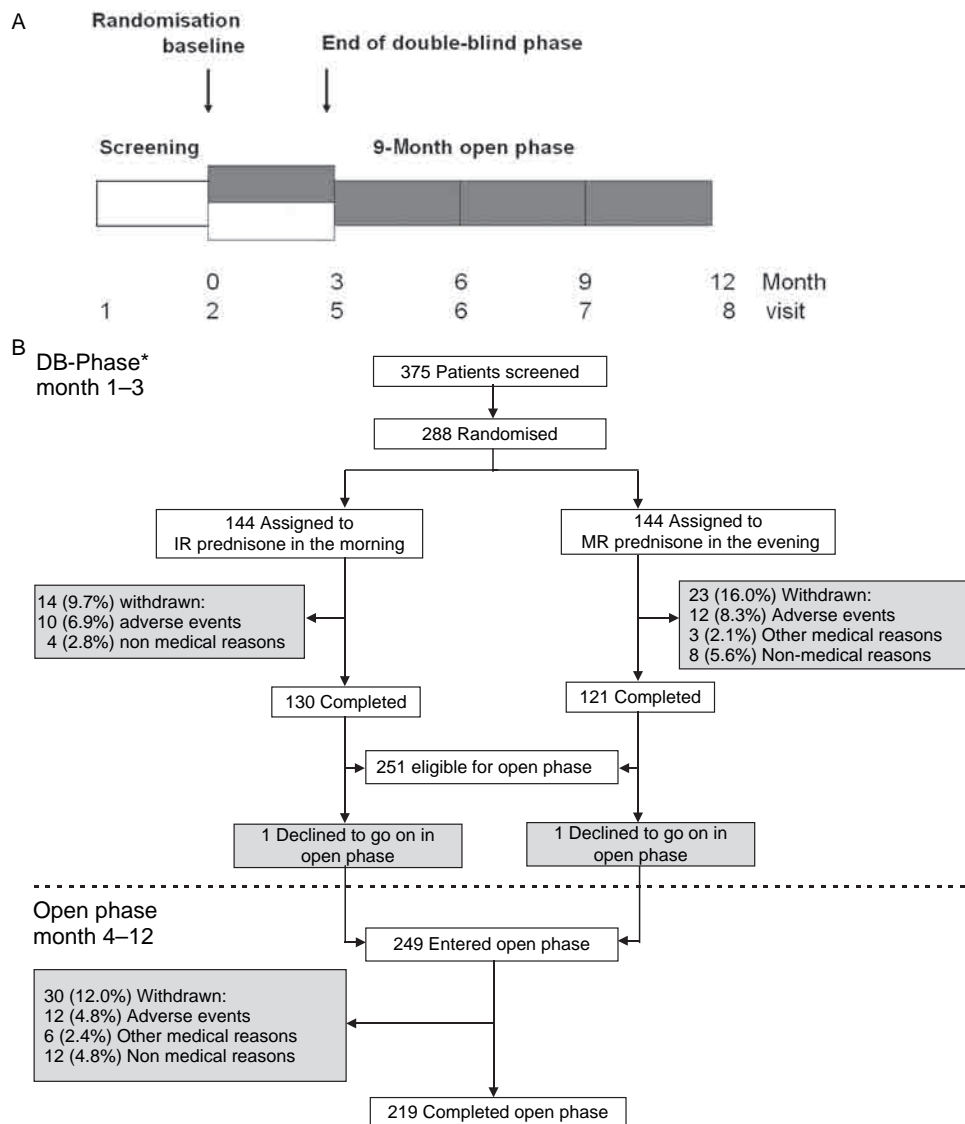 A
Randomisation
baseline
End of double-blind phase
Screening
9-Month open phase
0 3 6 9 12 Month
1 2 5 6 7 8 visit
B
DB-Phase*
month 1–3
375 Patients screened
288 Randomised
144 Assigned to
IR prednisone in the morning
144 Assigned to
MR prednisone in the evening
14 (9.7%) withdrawn:
10 (6.9%) adverse events
4 (2.8%) non medical reasons
23 (16.0%) Withdrawn:
12 (8.3%) Adverse events
3 (2.1%) Other medical reasons
8 (5.6%) Non-medical reasons
130 Completed
121 Completed
251 eligible for open phase
1 Declined to go on in
open phase
1 Declined to go on in
open phase
Open phase
month 4–12
249 Entered open phase
30 (12.0%) Withdrawn:
12 (4.8%) Adverse events
6 (2.4%) Other medical reasons
12 (4.8%) Non medical reasons
219 Completed open phase